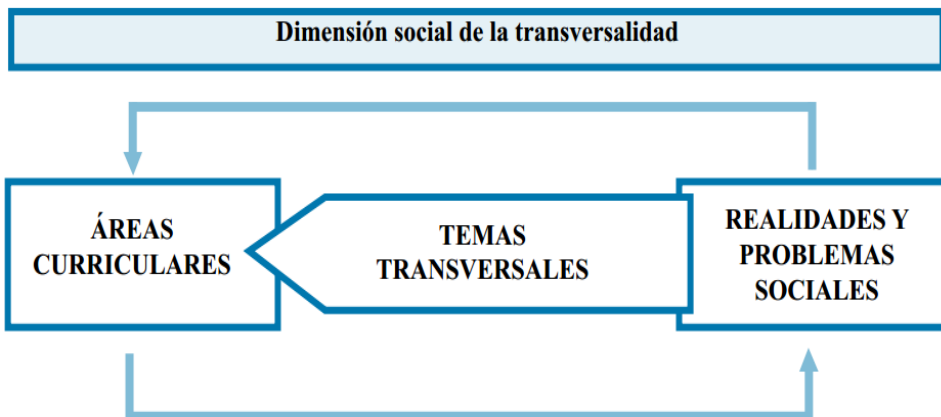 Dimensión social de la transversalidad
ÁREAS
CURRICULARES
TEMAS
TRANSVERSALES
REALIDADES Y
PROBLEMAS
SOCIALES